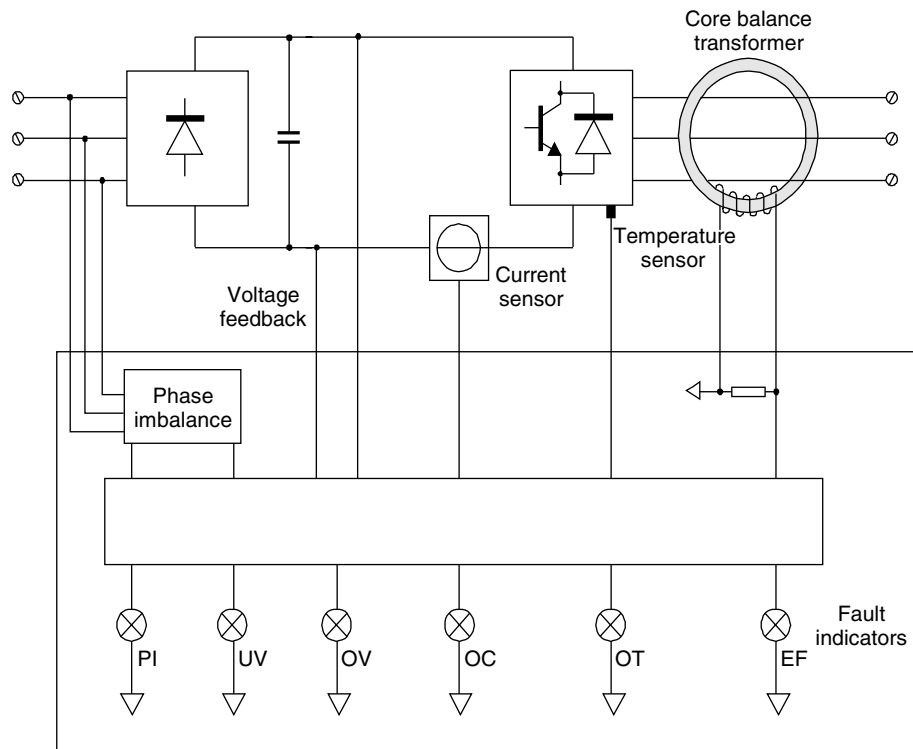 Core balance
transformer
Temperature
sensor
Current
sensor
Voltage
feedback
Phase
imbalance
PI
UV
OV
OC
OT
EF
Fault
indicators